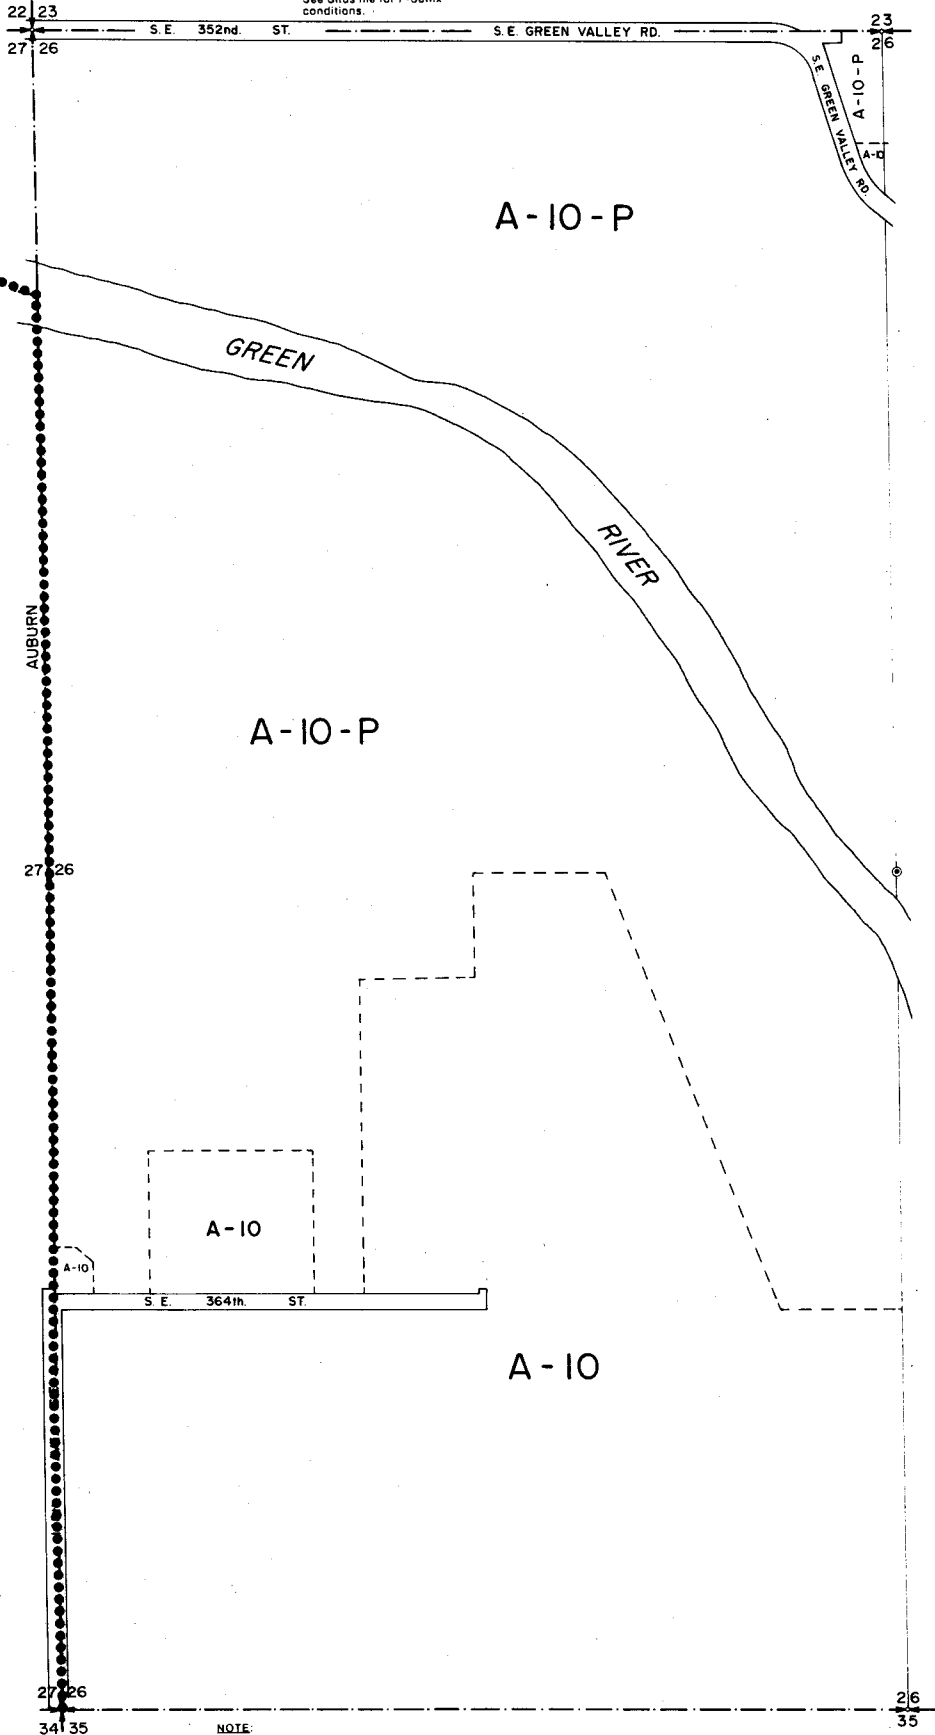 conditions.
22 23
23
S.E. 352nd. ST.
S.E. GREEN VALLEY RD.
27 26
26
A-10-P
S.E. GREEN VALLEY RD.
A-10
A-10-P
GREEN
RIVER
AUBURN
A-10-P
27 26
A-10
A-10
S.E. 364th. ST.
A-10
27 26
26
34 35
35
NOTE: